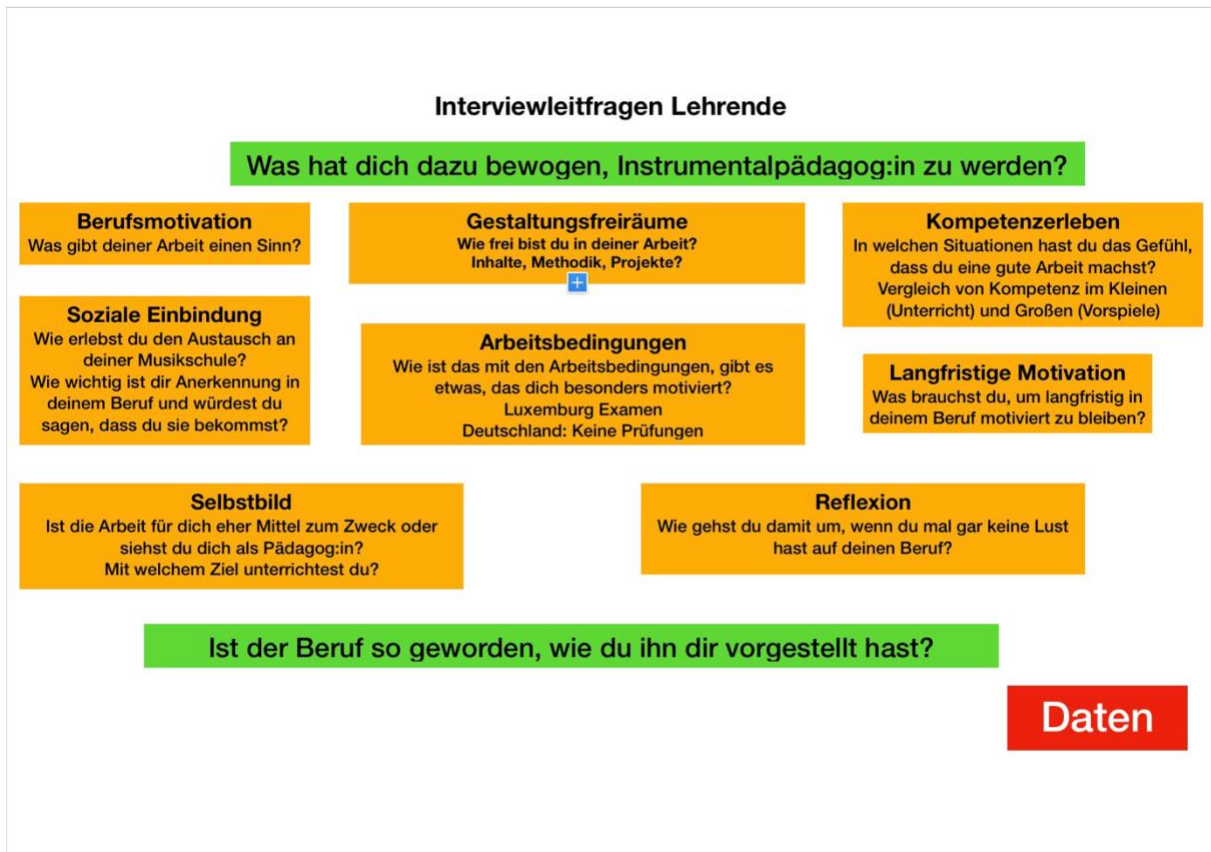 Interviewleitfragen Lehrende
Was hat dich dazu bewogen, Instrumentalpädagog:in zu werden?
Berufsmotivation
Was gibt deiner Arbeit einen Sinn?
Gestaltungsfreiräume
Wie frei bist du in deiner Arbeit?
Inhalte, Methodik, Projekte?
Kompetenzerleben
In welchen Situationen hast du das Gefühl,
dass du eine gute Arbeit machst?
Vergleich von Kompetenz im Kleinen
(Unterricht) und Großen (Vorspiele)
Soziale Einbindung
Wie erlebst du den Austausch an
deiner Musikschule?
Wie wichtig ist dir Anerkennung in
deinem Beruf und würdest du
sagen, dass du sie bekommst?
Arbeitsbedingungen
Wie ist das mit den Arbeitsbedingungen, gibt es
etwas, das dich besonders motiviert?
Luxemburg Examen
Deutschland: Keine Prüfungen
Langfristige Motivation
Was brauchst du, um langfristig in
deinem Beruf motiviert zu bleiben?
Selbstbild
Ist die Arbeit für dich eher Mittel zum Zweck oder
siehst du dich als Pädagog:in?
Mit welchem Ziel unterrichtest du?
Reflexion
Wie gehst du damit um, wenn du mal gar keine Lust
hast auf deinen Beruf?
Ist der Beruf so geworden, wie du ihn dir vorgestellt hast?
Daten